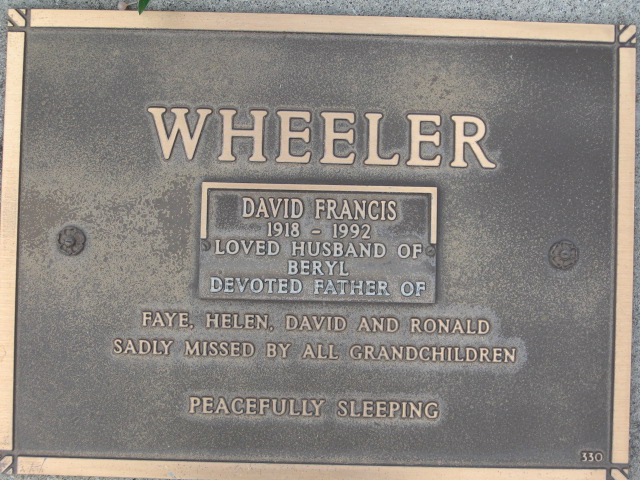 WHEELER
DAVID FRANCIS
1918 - 1992
LOVED HUSBAND OF
BERYL
DEVOTED FATHER OF
FAYE, HELEN, DAVID AND RONALD
SADLY MISSED BY ALL GRANDCHILDREN
PEACEFULLY SLEEPING
330